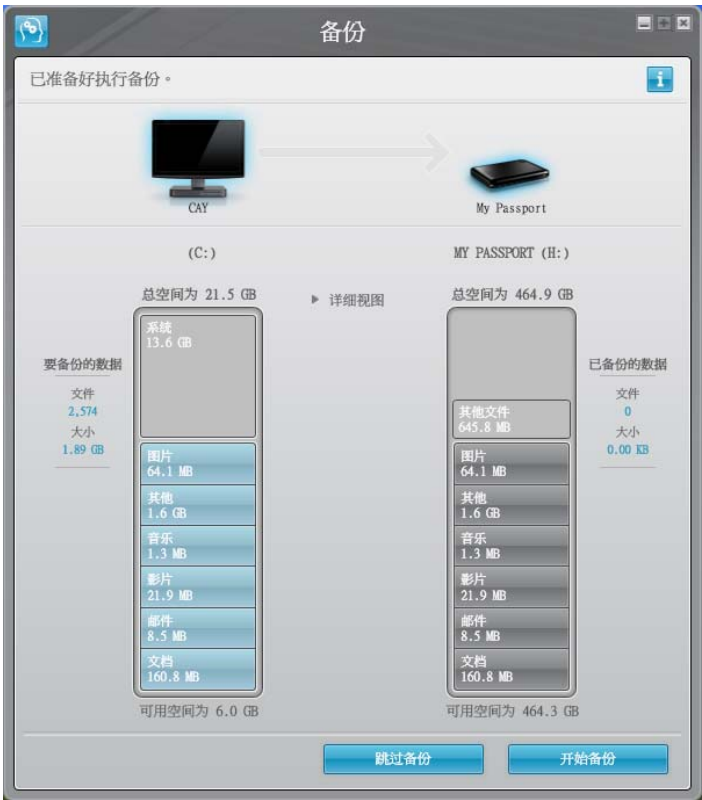 备份
已准备好执行备份。
CAY
My Passport
(C:)
MY PASSPORT (H:)
总空间为 21.5 GB
详细视图
总空间为 464.9 GB
系统
13.6 GB
要备份的数据
文件
2,574
大小
1.89 GB
图片
64.1 MB
其他
1.6 GB
音乐
1.3 MB
影片
21.9 MB
邮件
8.5 MB
文档
160.8 MB
可用空间为 6.0 GB
其他文件
645.8 MB
图片
64.1 MB
其他
1.6 GB
音乐
1.3 MB
影片
21.9 MB
邮件
8.5 MB
文档
160.8 MB
可用空间为 464.3 GB
已备份的数据
文件
0
大小
0.00 KB
跳过备份
开始备份